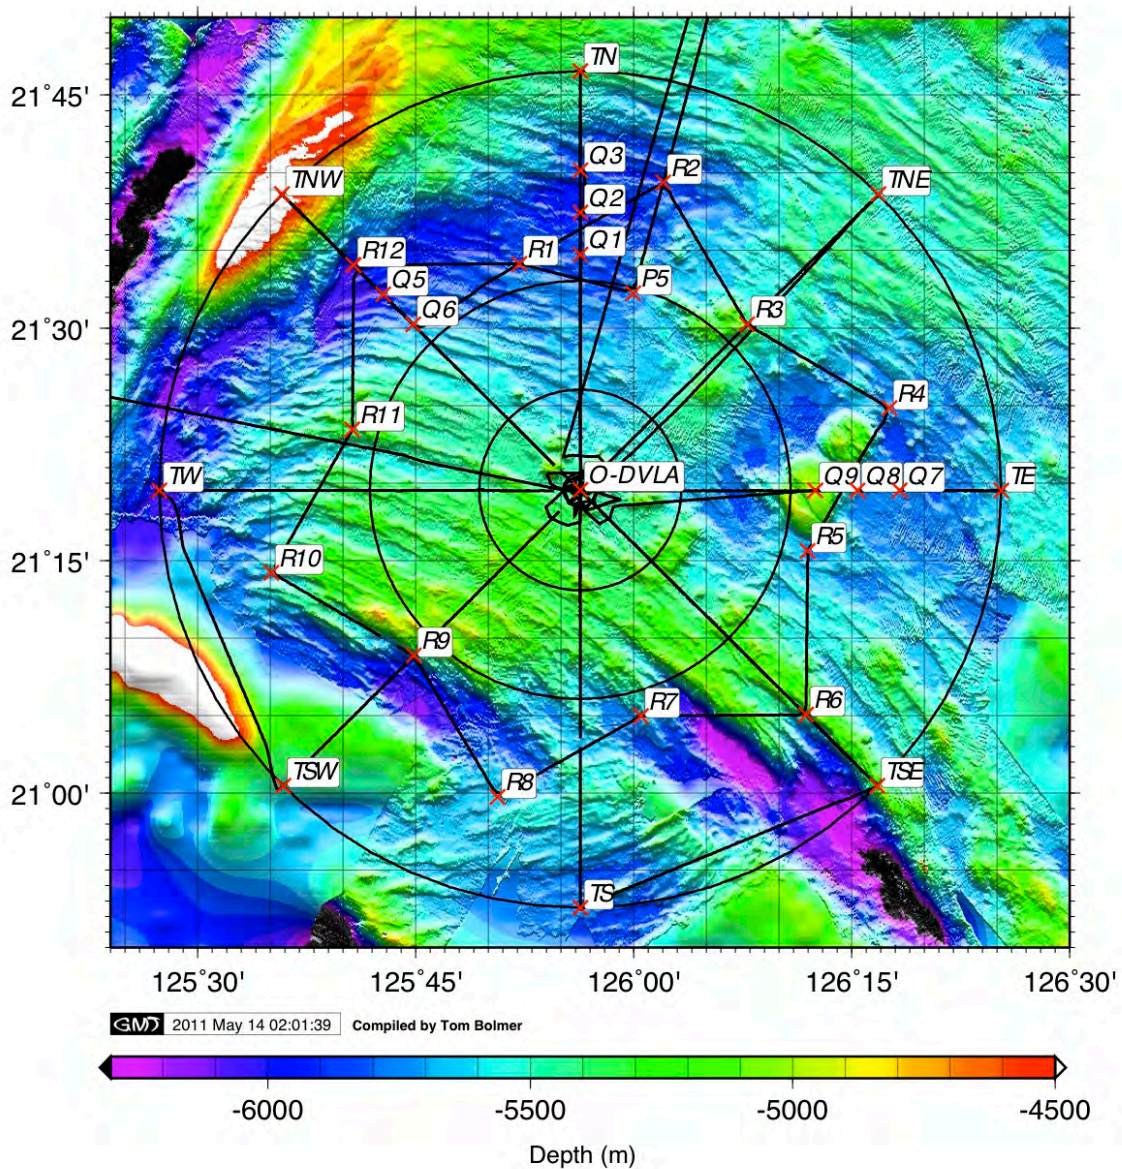 TN
21°45'
Q3
R2
TNW
TNE
Q2
R12
R1
Q1
Q5
P5
Q6
R3
21°30'
R4
R11
TW
O-DVLA
Q9
Q8
Q7
TE
R5
21°15'
R10
R9
R7
R6
TSW
R8
TSE
21°00'
TS
125°30'
125°45'
126°00'
126°15'
126°30'
GMT 2011 May 14 02:01:39 Compiled by Tom Bolmer
-6000
-5500
-5000
-4500
Depth (m)